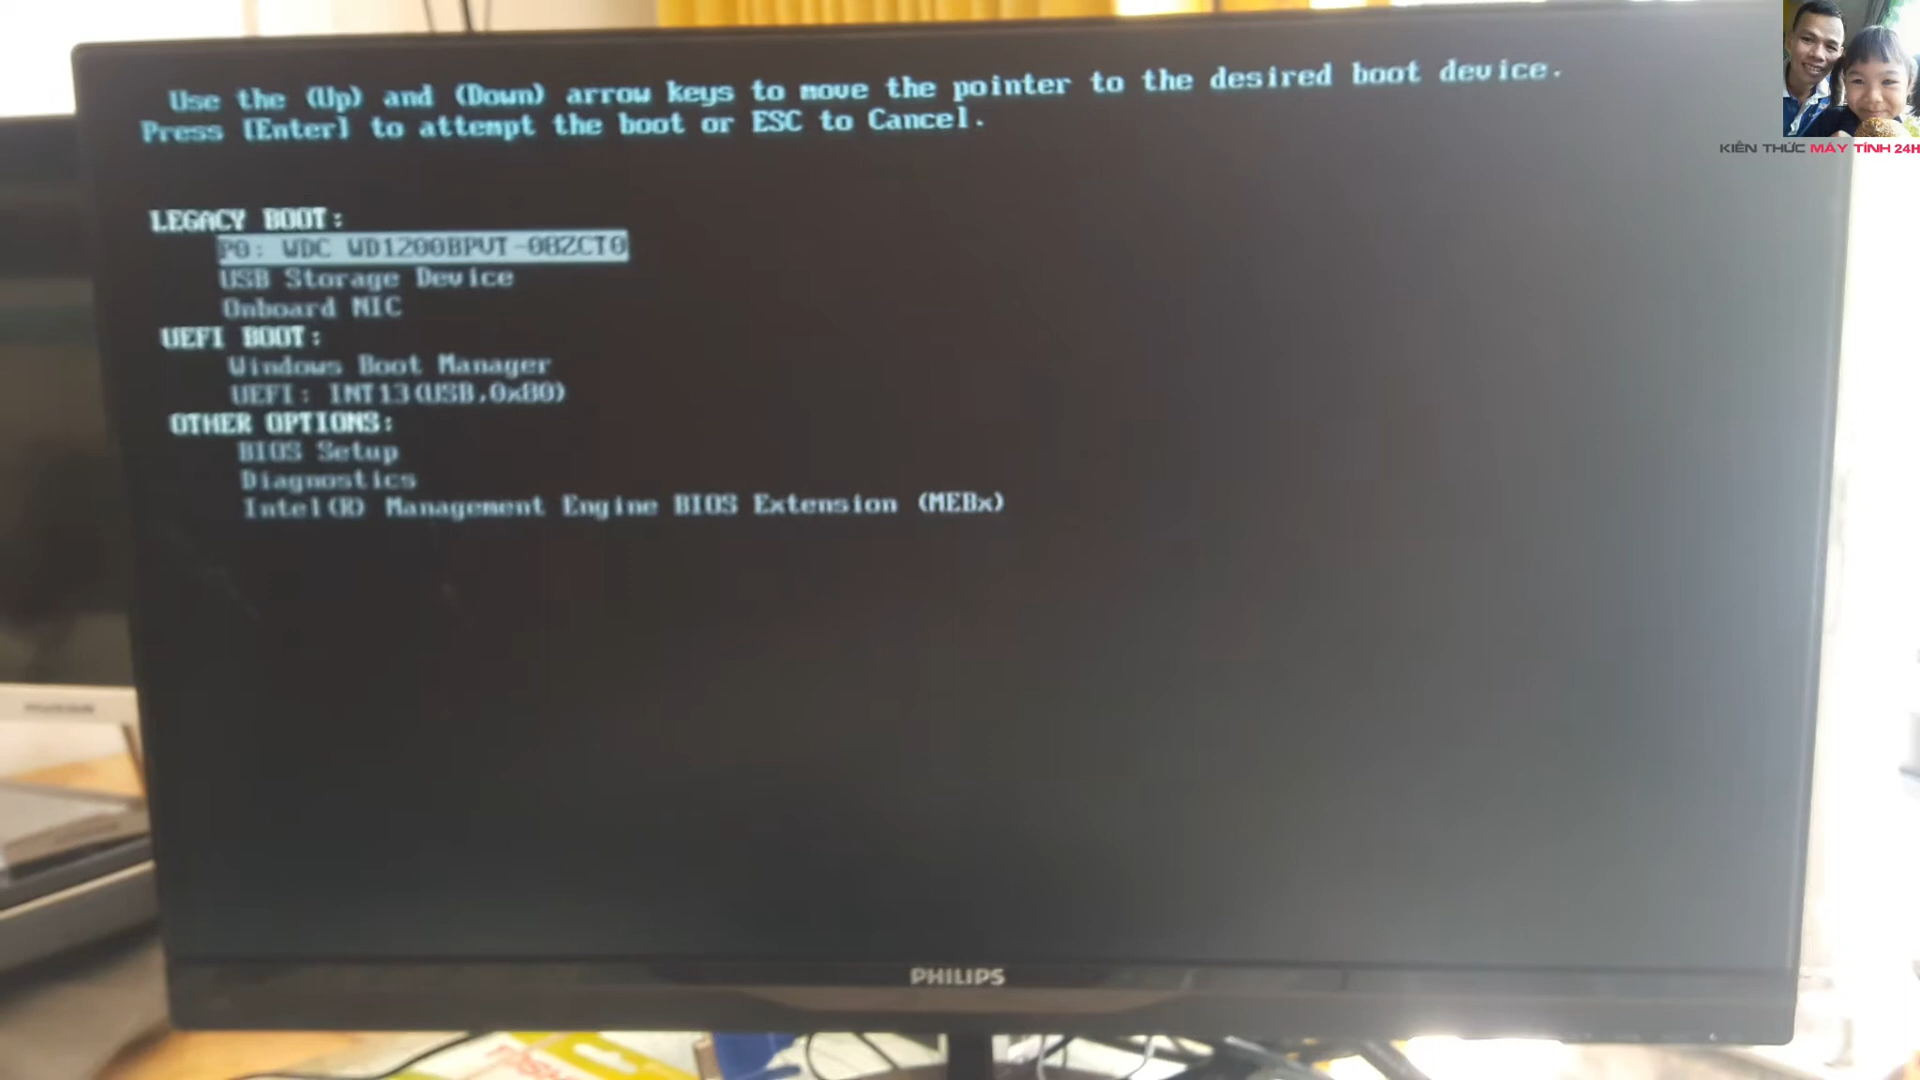 Use the (Up) and (Down) arrow keys to move the pointer to the desired boot device.
Press [Enter] to attempt the boot or ESC to Cancel.
LEGACY BOOT:
P0: WDC WD1200BPVT-08ZCT0
USB Storage Device
Onboard NIC
UEFI BOOT:
Windows Boot Manager
UEFI: INT13(USB,0x80)
OTHER OPTIONS:
BIOS Setup
Diagnostics
Intel(R) Management Engine BIOS Extension (MEBx)
PHILIPS
KIẾN THỨC MÁY TÍNH 24H